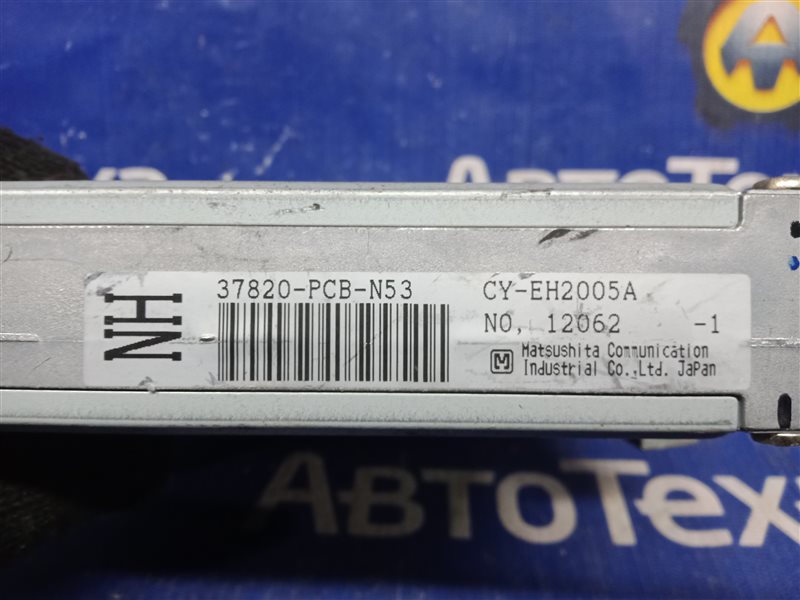 АвтоТех
NH
37820-PCB-N53
CY-EH2005A
NO, 12062 -1
M Matsushita Communication
Industrial Co.,Ltd. JaPan
АвтоТех